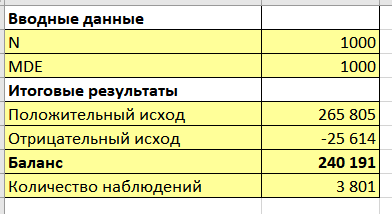 Вводные данные
N 1000
MDE 1000
Итоговые результаты
Положительный исход 265 805
Отрицательный исход -25 614
Баланс 240 191
Количество наблюдений 3 801